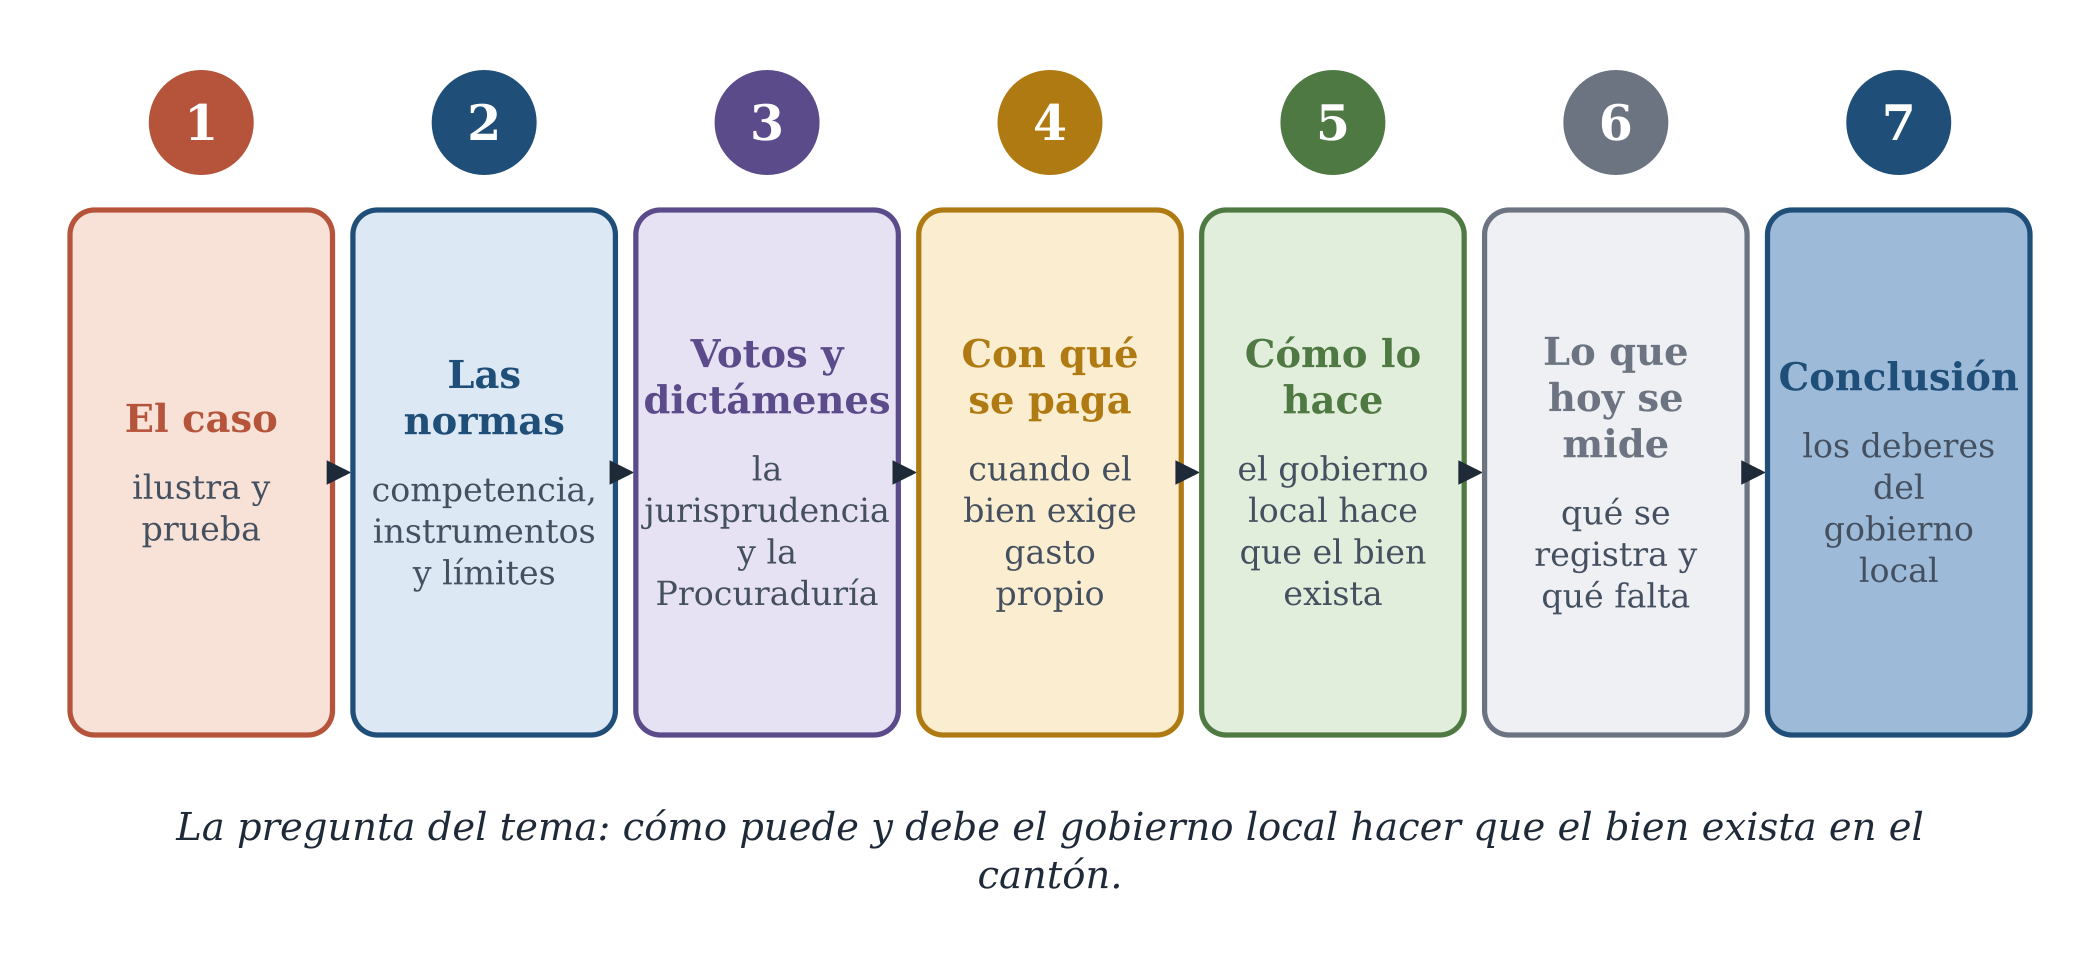 1
El caso
ilustra y
prueba
2
Las
normas
competencia,
instrumentos
y límites
3
Votos y
dictámenes
la
jurisprudencia
y la
Procuraduría
4
Con qué
se paga
cuando el
bien exige
gasto
propio
5
Cómo lo
hace
el gobierno
local hace
que el bien
exista
6
Lo que
hoy se
mide
qué se
registra y
qué falta
7
Conclusión
los deberes
del
gobierno
local
La pregunta del tema: cómo puede y debe el gobierno local hacer que el bien exista en el
cantón.